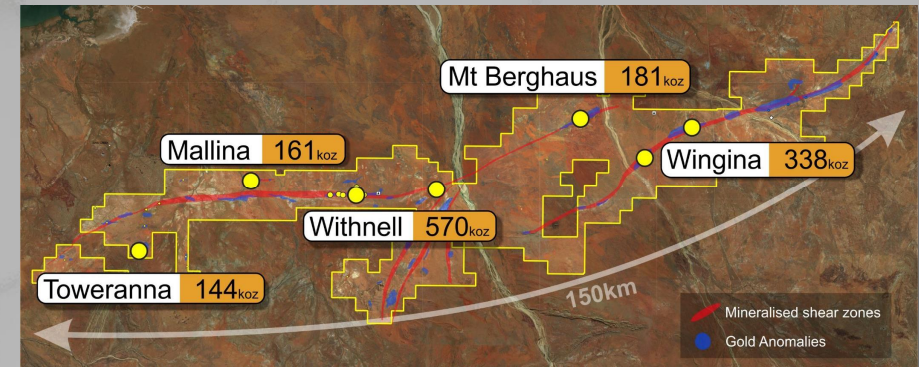 Mt Berghaus 181koz
Mallina 161koz
Wingina 338koz
Withnell 570koz
Toweranna 144koz
150km
Mineralised shear zones
Gold Anomalies